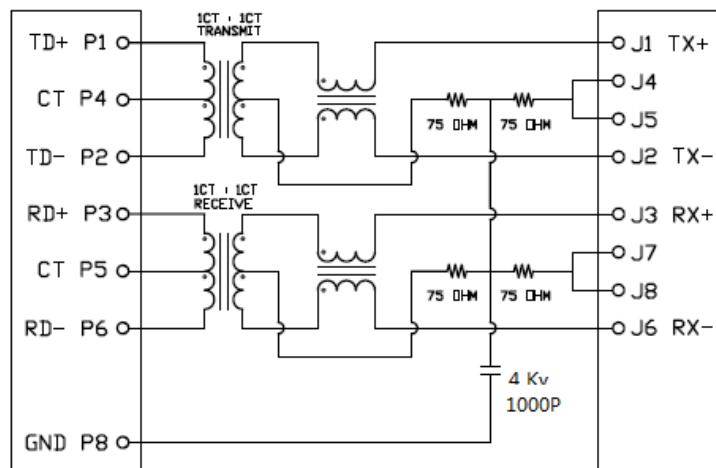 1CT : 1CT
TRANSMIT
TD+ P1
J1 TX+
J4
CT P4
75 OHM
75 OHM
J5
TD- P2
J2 TX-
1CT : 1CT
RECEIVE
RD+ P3
J3 RX+
J7
CT P5
75 OHM
75 OHM
J8
RD- P6
J6 RX-
4 Kv
1000P
GND P8